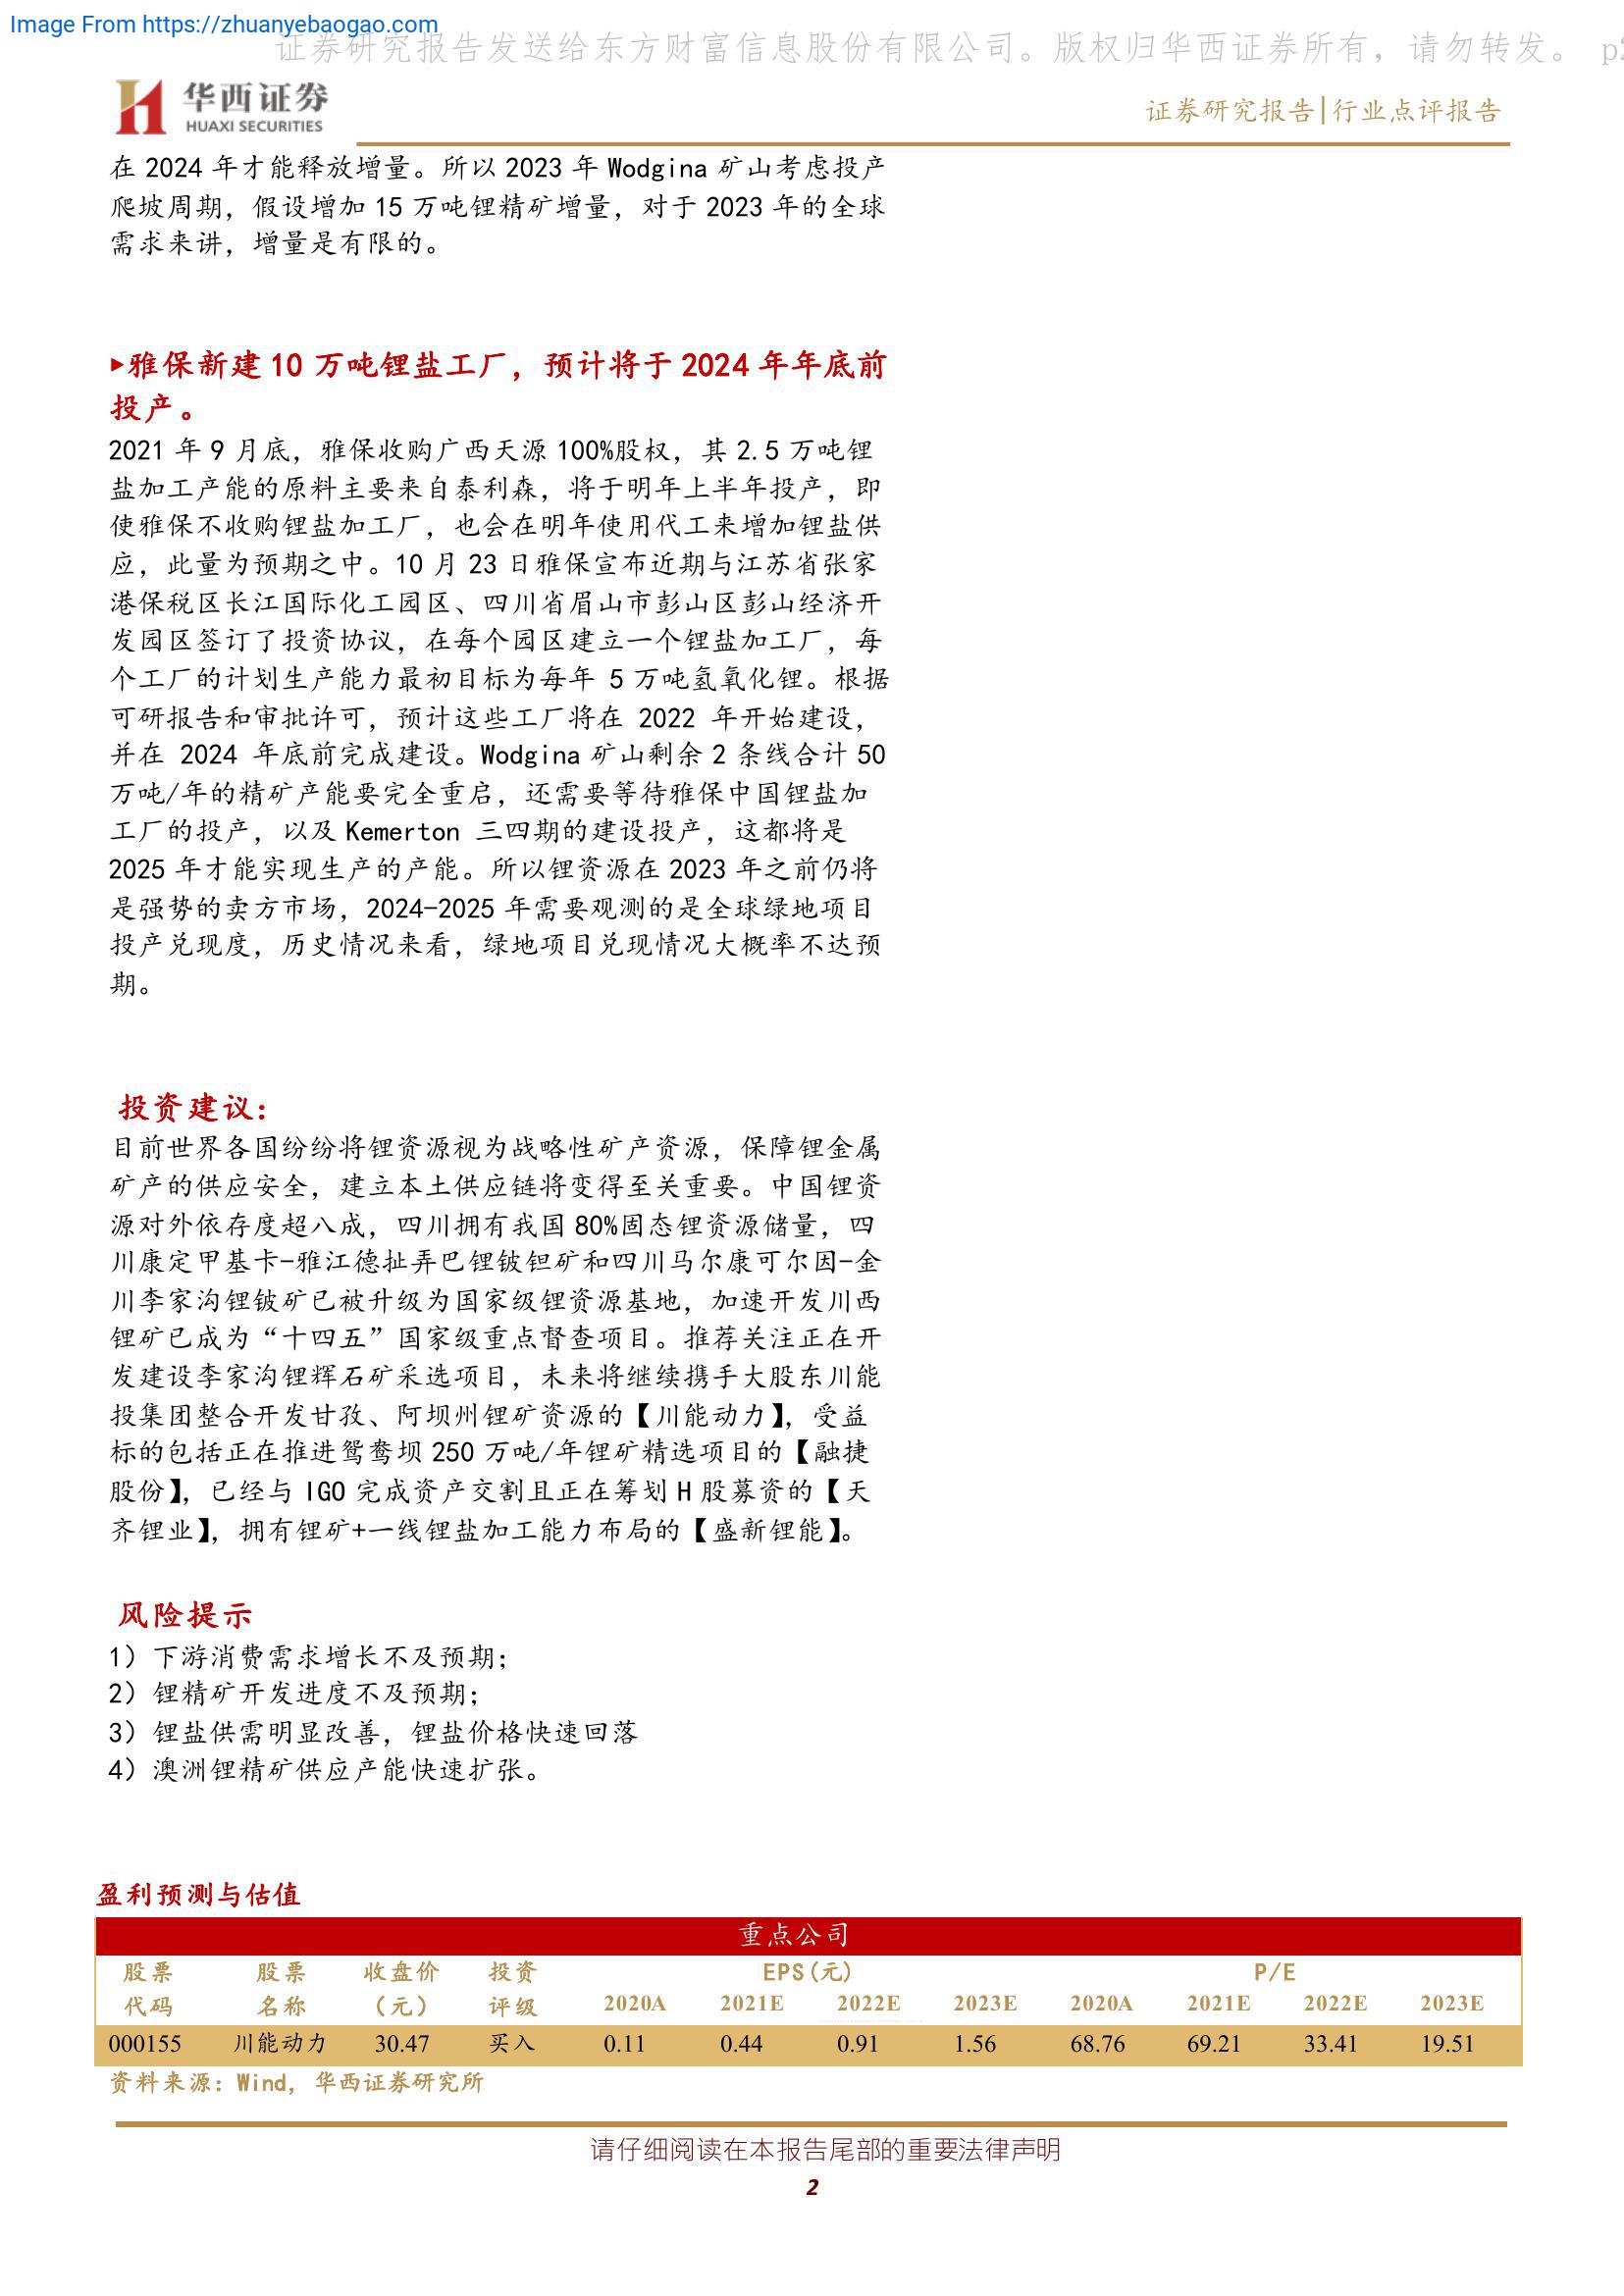 Image From https://zhuanyebaogao.com
证券研究报告发送给东方财富信息股份有限公司。版权归华西证券所有，请勿转发。 p2
华西证券
HUAXI SECURITIES
证券研究报告|行业点评报告
在 2024 年才能释放增量。所以 2023 年 Wodgina 矿山考虑投产
爬坡周期，假设增加 15 万吨锂精矿增量，对于 2023 年的全球
需求来讲，增量是有限的。
▶雅保新建 10 万吨锂盐工厂，预计将于 2024 年年底前
投产。
2021 年 9 月底，雅保收购广西天源 100%股权，其 2.5 万吨锂
盐加工产能的原料主要来自泰利森，将于明年上半年投产，即
使雅保不收购锂盐加工厂，也会在明年使用代工来增加锂盐供
应，此量为预期之中。10 月 23 日雅保宣布近期与江苏省张家
港保税区长江国际化工园区、四川省眉山市彭山区彭山经济开
发园区签订了投资协议，在每个园区建立一个锂盐加工厂，每
个工厂的计划生产能力最初目标为每年 5 万吨氢氧化锂。根据
可研报告和审批许可，预计这些工厂将在 2022 年开始建设，
并在 2024 年底前完成建设。Wodgina 矿山剩余 2 条线合计 50
万吨/年的精矿产能要完全重启，还需要等待雅保中国锂盐加
工厂的投产，以及 Kemerton 三四期的建设投产，这都将是
2025 年才能实现生产的产能。所以锂资源在 2023 年之前仍将
是强势的卖方市场，2024-2025 年需要观测的是全球绿地项目
投产兑现度，历史情况来看，绿地项目兑现情况大概率不达预
期。
投资建议：
目前世界各国纷纷将锂资源视为战略性矿产资源，保障锂金属
矿产的供应安全，建立本土供应链将变得至关重要。中国锂资
源对外依存度超八成，四川拥有我国 80%固态锂资源储量，四
川康定甲基卡-雅江德扯弄巴锂铍钽矿和四川马尔康可尔因-金
川李家沟锂铍矿已被升级为国家级锂资源基地，加速开发川西
锂矿已成为“十四五”国家级重点督查项目。推荐关注正在开
发建设李家沟锂辉石矿采选项目，未来将继续携手大股东川能
投集团整合开发甘孜、阿坝州锂矿资源的【川能动力】，受益
标的包括正在推进鸳鸯坝 250 万吨/年锂矿精选项目的【融捷
股份】，已经与 IGO 完成资产交割且正在筹划 H 股募资的【天
齐锂业】，拥有锂矿+一线锂盐加工能力布局的【盛新锂能】。
风险提示
1）下游消费需求增长不及预期；
2）锂精矿开发进度不及预期；
3）锂盐供需明显改善，锂盐价格快速回落
4）澳洲锂精矿供应产能快速扩张。
盈利预测与估值
重点公司
股票 股票 收盘价 投资 EPS(元) P/E
代码 名称 （元） 评级 2020A 2021E 2022E 2023E 2020A 2021E 2022E 2023E
000155 川能动力 30.47 买入 0.11 0.44 0.91 1.56 68.76 69.21 33.41 19.51
资料来源：Wind，华西证券研究所
请仔细阅读在本报告尾部的重要法律声明
2